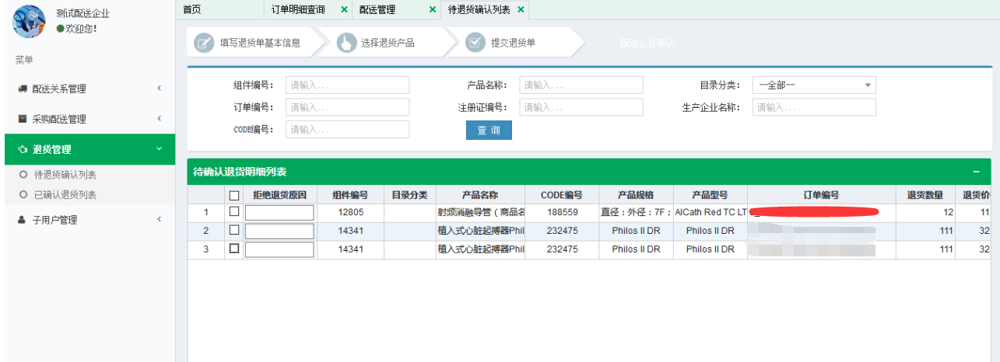 测试配送企业
欢迎您!
菜单
配送关系管理
采购配送管理
退货管理
待退货确认列表
已确认退货列表
子用户管理
首页 订单明细查询 配送管理 待退货确认列表
填写退货单基本信息 选择退货产品 提交退货单 配送企业确认
组件编号: 请输入... 产品名称: 请输入... 目录分类: --全部--
订单编号: 请输入... 注册证编号: 请输入... 生产企业名称: 请输入...
CODE编号: 请输入... 查 询
待确认退货明细列表
拒绝退货原因 组件编号 目录分类 产品名称 CODE编号 产品规格 产品型号 订单编号 退货数量 退货价
1 12805 射频消融导管(商品名 188559 直径:外径:7F; AlCath Red TC LT 12 11
2 14341 植入式心脏起搏器Phil 232475 Philos II DR Philos II DR 111 32
3 14341 植入式心脏起搏器Phil 232475 Philos II DR Philos II DR 111 32